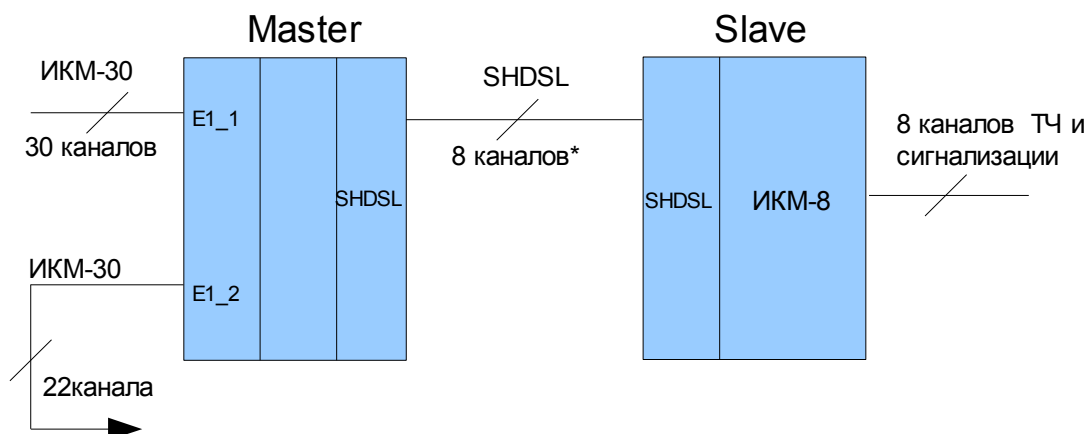 Master
Slave
ИКМ-30
SHDSL
E1_1
30 каналов
8 каналов*
8 каналов ТЧ и
сигнализации
SHDSL
SHDSL
ИКМ-8
ИКМ-30
E1_2
22канала